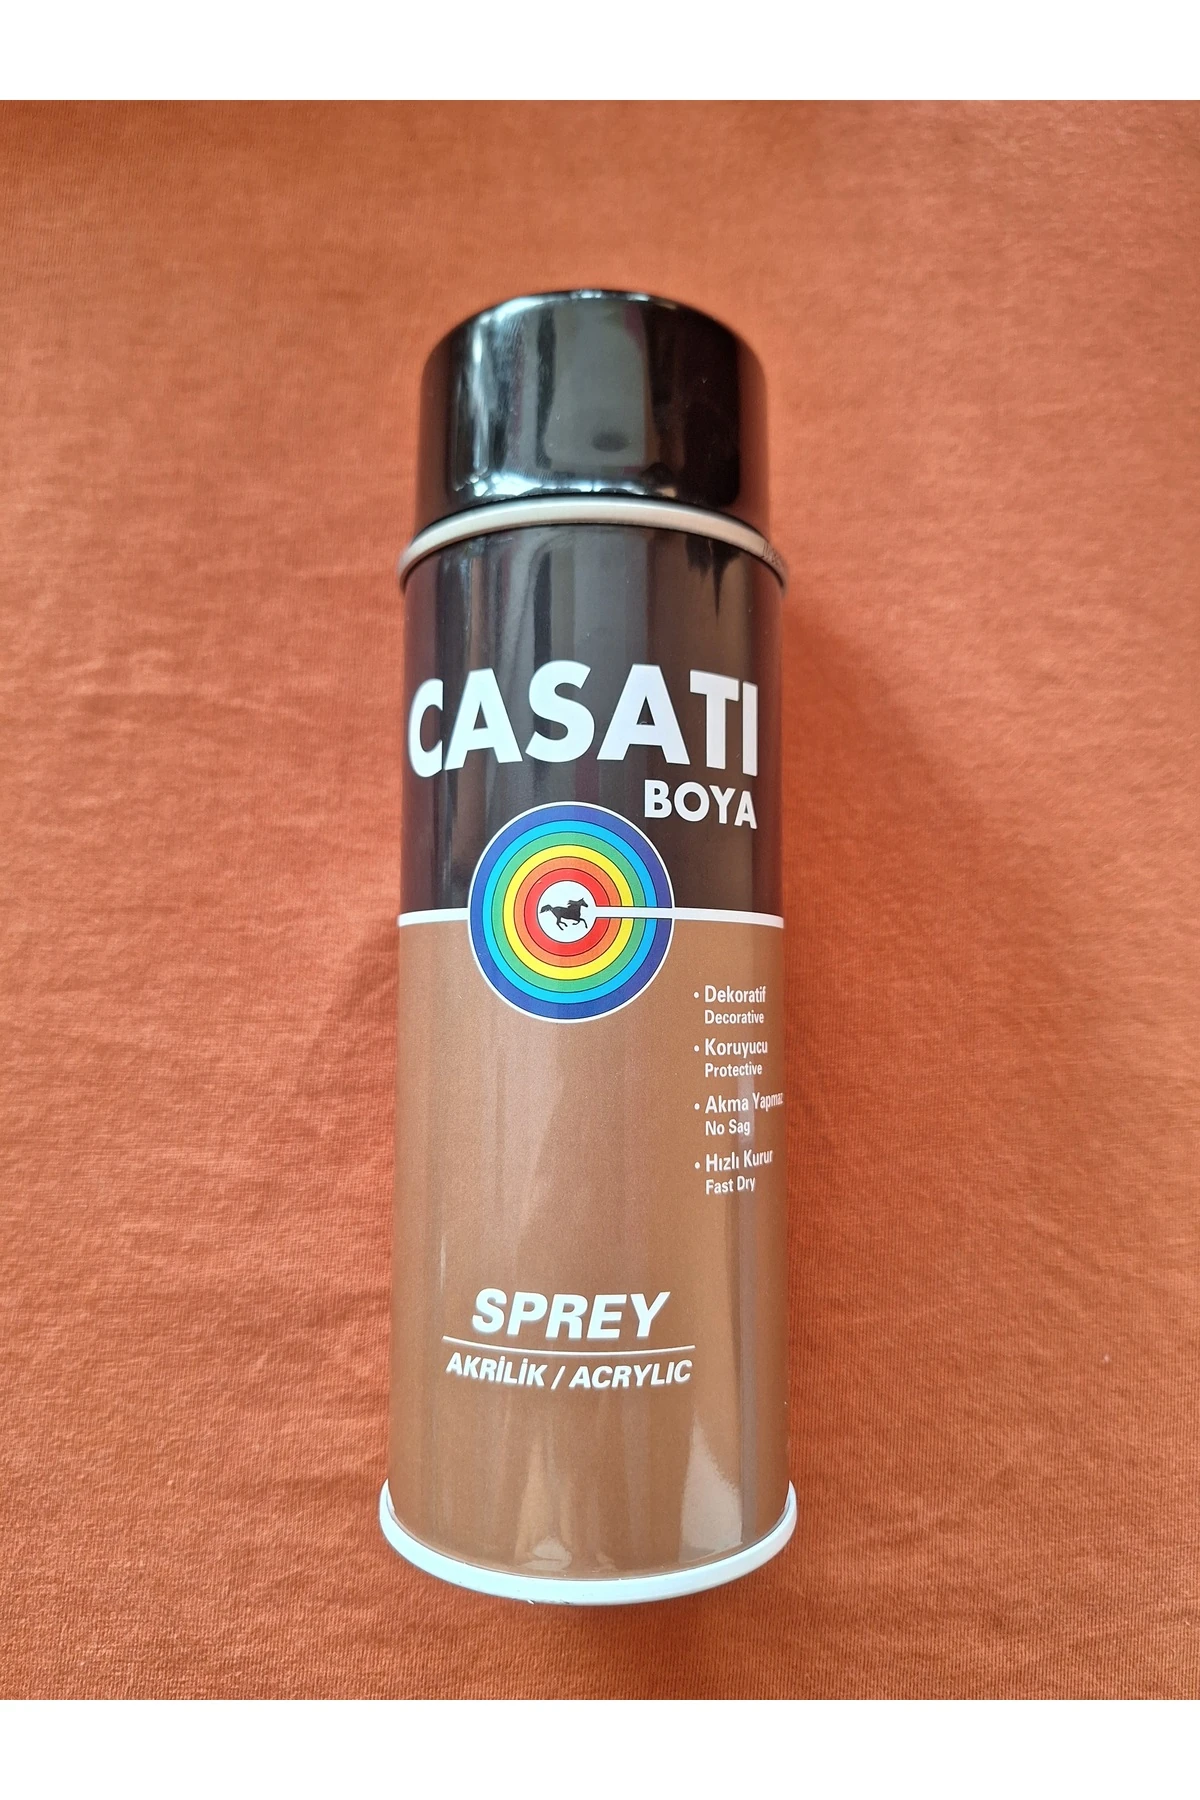 CASATI
BOYA
• Dekoratif
Decorative
• Koruyucu
Protective
• Akma Yapmaz
No Sag
• Hızlı Kurur
Fast Dry
SPREY
AKRİLİK / ACRYLIC